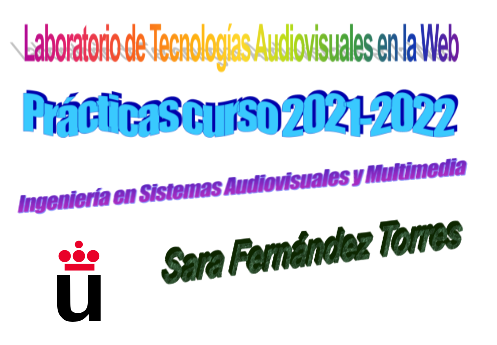 Laboratorio de Tecnologías Audiovisuales en la Web
Prácticas curso 2021-2022
Ingeniería en Sistemas Audiovisuales y Multimedia
Sara Fernández Torres
u